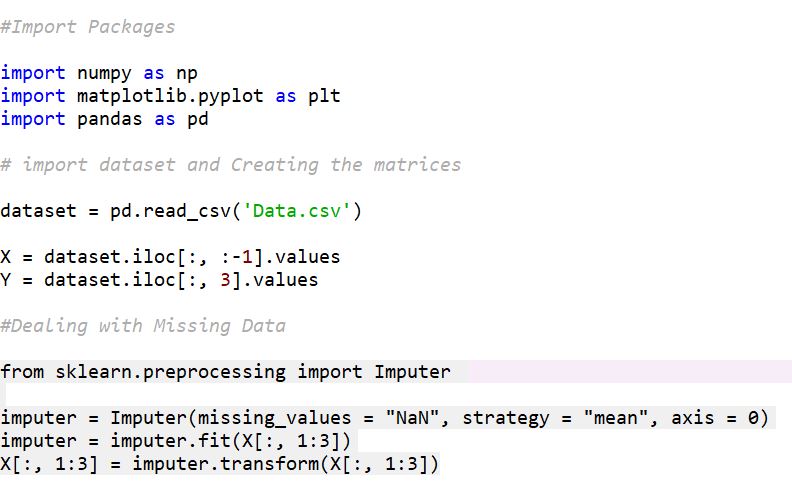 #Import Packages
import numpy as np
import matplotlib.pyplot as plt
import pandas as pd
# import dataset and Creating the matrices
dataset = pd.read_csv('Data.csv')
X = dataset.iloc[:, :-1].values
Y = dataset.iloc[:, 3].values
#Dealing with Missing Data
from sklearn.preprocessing import Imputer
imputer = Imputer(missing_values = "NaN", strategy = "mean", axis = 0)
imputer = imputer.fit(X[:, 1:3])
X[:, 1:3] = imputer.transform(X[:, 1:3])